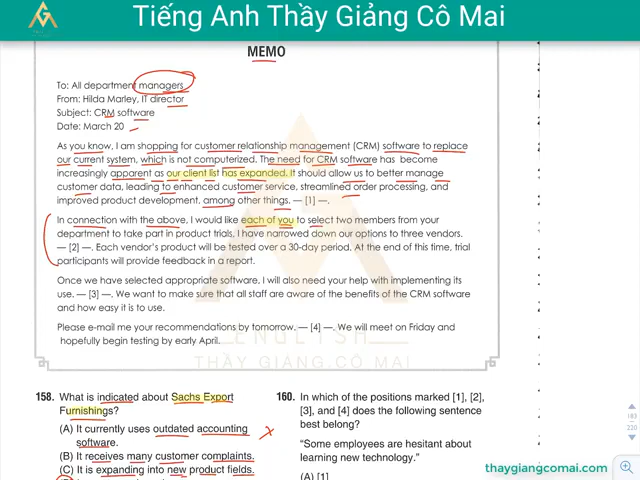 Tiếng Anh Thầy Giảng Cô Mai
MEMO
To: All department managers
From: Hilda Marley, IT director
Subject: CRM software
Date: March 20
As you know, I am shopping for customer relationship management (CRM) software to replace
our current system, which is not computerized. The need for CRM software has become
increasingly apparent as our client list has expanded. It should allow us to better manage
customer data, leading to enhanced customer service, streamlined order processing, and
improved product development, among other things. — [1] —.
In connection with the above, I would like each of you to select two members from your
department to take part in product trials. I have narrowed down our options to three vendors.
— [2] —. Each vendor's product will be tested over a 30-day period. At the end of this time, trial
participants will provide feedback in a report.
Once we have selected appropriate software, I will also need your help with implementing its
use. — [3] —. We want to make sure that all staff are aware of the benefits of the CRM software
and how easy it is to use.
Please e-mail me your recommendations by tomorrow. — [4] —. We will meet on Friday and
hopefully begin testing by early April.
ENGLISH
THẦY GIẢNG.CÔ MAI
158. What is indicated about Sachs Export
Furnishings?
(A) It currently uses outdated accounting
software.
(B) It receives many customer complaints.
(C) It is expanding into new product fields.
160. In which of the positions marked [1], [2],
[3], and [4] does the following sentence
best belong?
"Some employees are hesitant about
learning new technology."
(A) [1]
183
220
thaygiangcomai.com